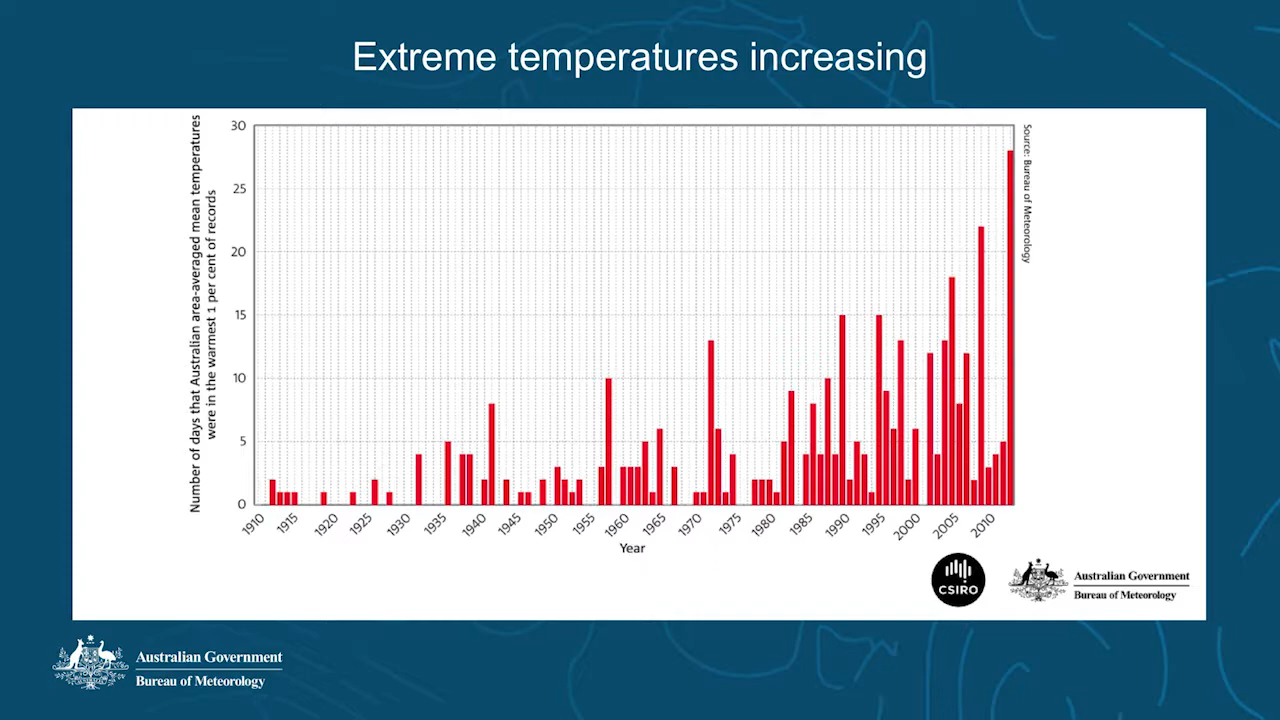 Extreme temperatures increasing
Number of days that Australian area-averaged mean temperatures
were in the warmest 1 per cent of records
30
25
20
15
10
5
0
1910
1915
1920
1925
1930
1935
1940
1945
1950
1955
1960
1965
1970
1975
1980
1985
1990
1995
2000
2005
2010
Year
Source: Bureau of Meteorology
CSIRO
Australian Government
Bureau of Meteorology
Australian Government
Bureau of Meteorology